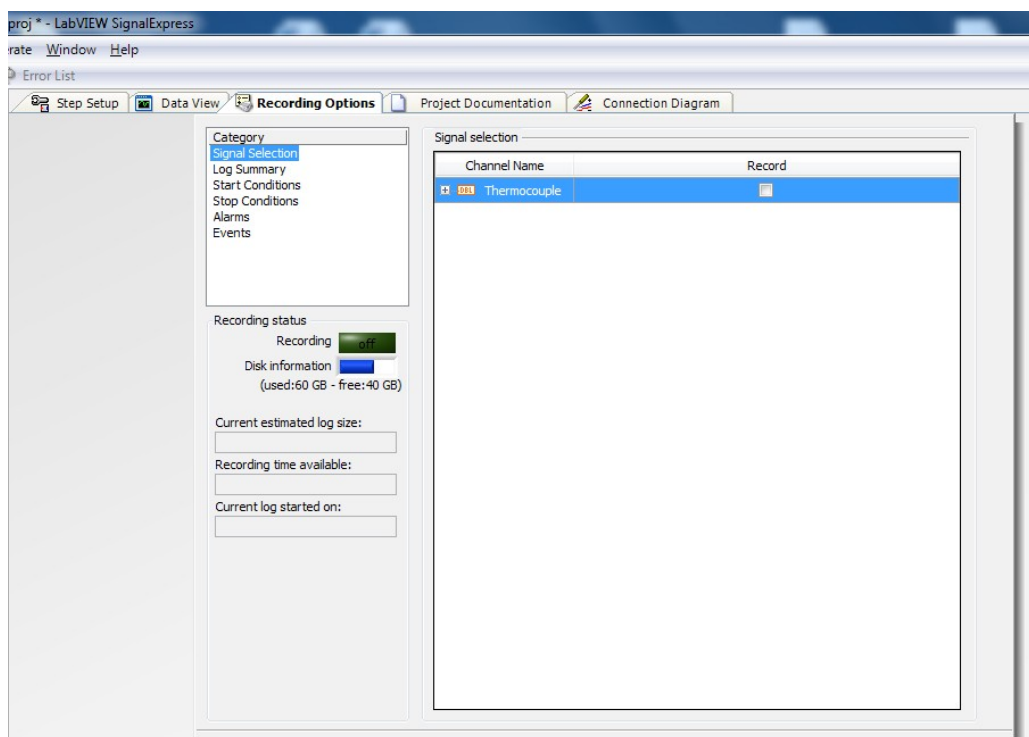 proj * - LabVIEW SignalExpress
rate Window Help
Error List
Step Setup Data View Recording Options Project Documentation Connection Diagram
Category
Signal Selection
Log Summary
Start Conditions
Stop Conditions
Alarms
Events
Recording status
Recording off
Disk information
(used:60 GB - free:40 GB)
Current estimated log size:
Recording time available:
Current log started on:
Signal selection
Channel Name Record
DBL Thermocouple